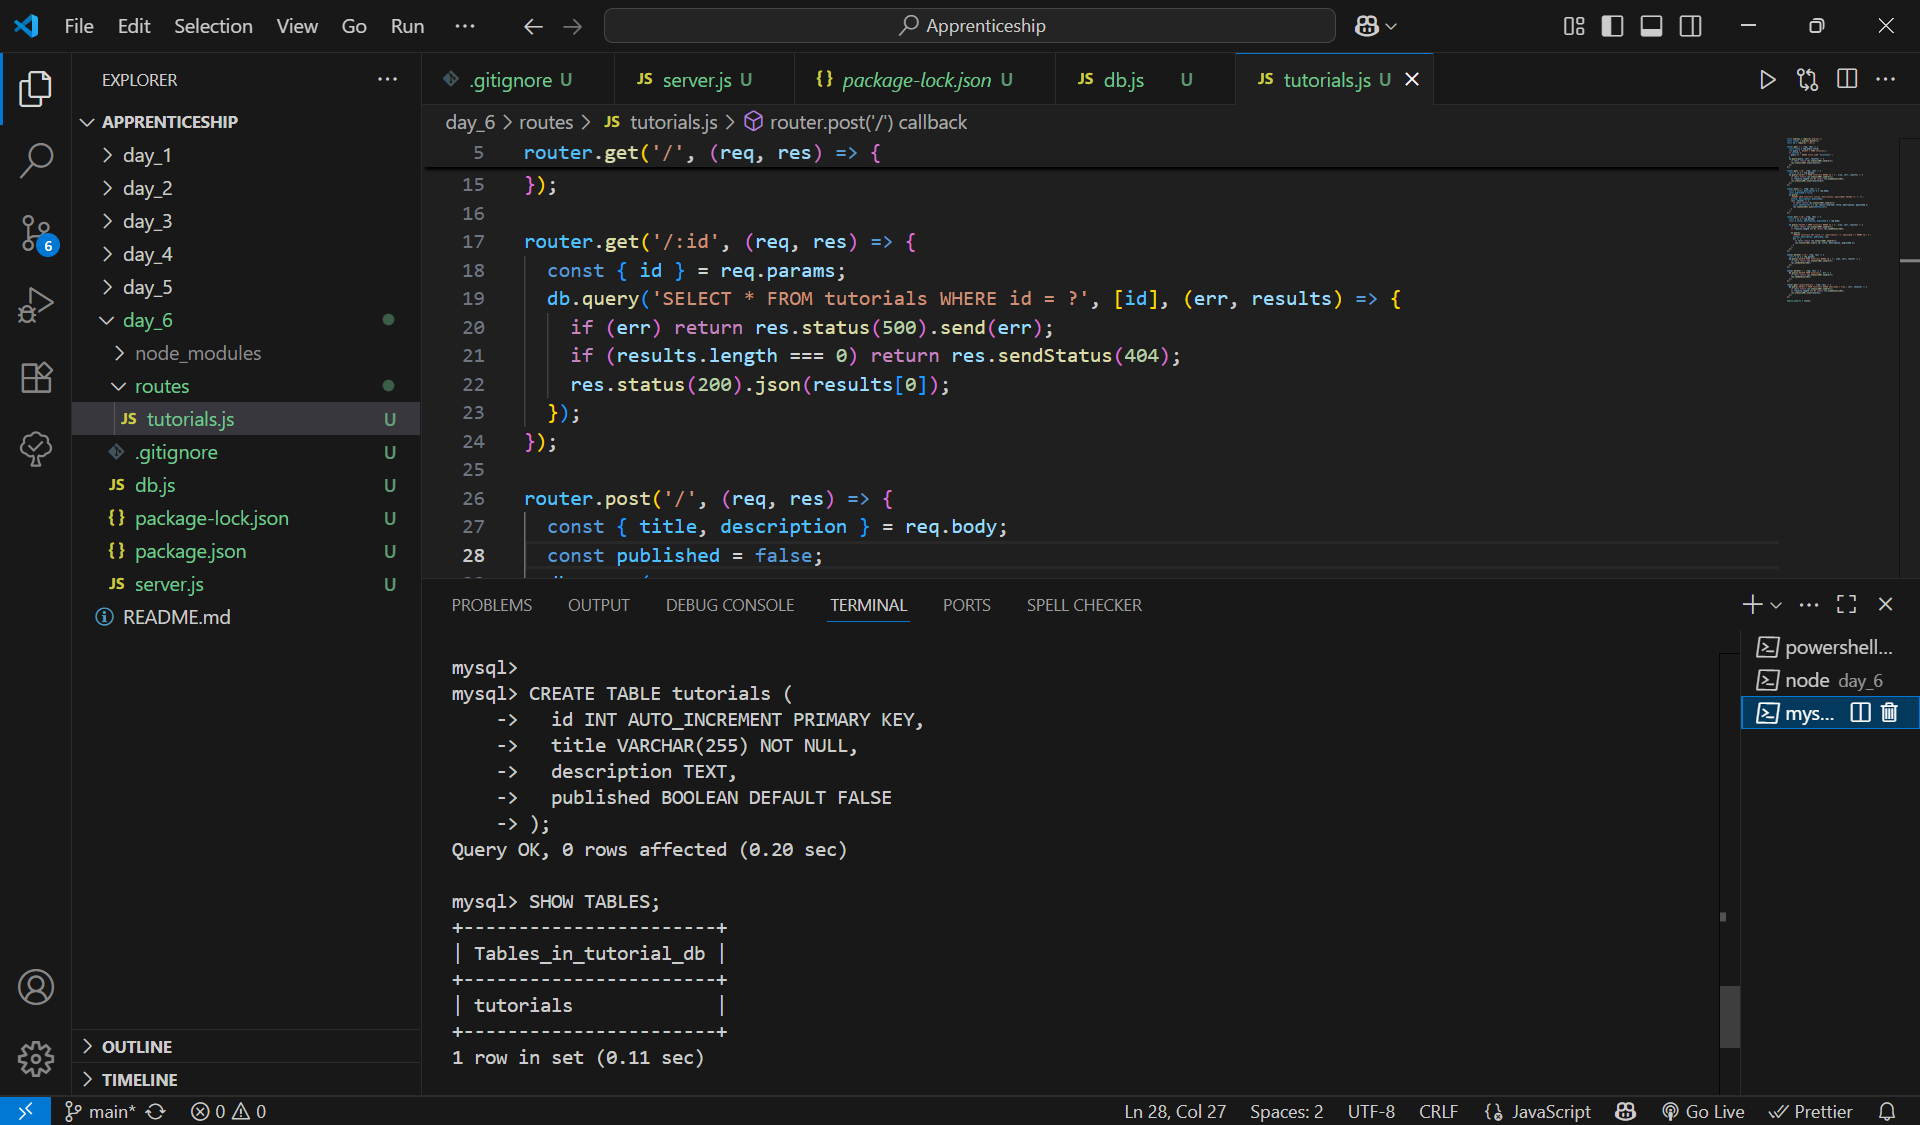 File Edit Selection View Go Run ··· Apprenticeship
EXPLORER ···
APPRENTICESHIP
day_1
day_2
day_3
day_4
day_5
day_6
node_modules
routes
JS tutorials.js U
.gitignore U
JS db.js U
{} package-lock.json U
{} package.json U
JS server.js U
README.md
OUTLINE
TIMELINE
6
.gitignore U JS server.js U {} package-lock.json U JS db.js U JS tutorials.js U
day_6 > routes > JS tutorials.js > router.post('/') callback
5 router.get('/', (req, res) => {
15 });
16
17 router.get('/:id', (req, res) => {
18 const { id } = req.params;
19 db.query('SELECT * FROM tutorials WHERE id = ?', [id], (err, results) => {
20 if (err) return res.status(500).send(err);
21 if (results.length === 0) return res.sendStatus(404);
22 res.status(200).json(results[0]);
23 });
24 });
25
26 router.post('/', (req, res) => {
27 const { title, description } = req.body;
28 const published = false;
PROBLEMS OUTPUT DEBUG CONSOLE TERMINAL PORTS SPELL CHECKER
mysql>
mysql> CREATE TABLE tutorials (
-> id INT AUTO_INCREMENT PRIMARY KEY,
-> title VARCHAR(255) NOT NULL,
-> description TEXT,
-> published BOOLEAN DEFAULT FALSE
-> );
Query OK, 0 rows affected (0.20 sec)
mysql> SHOW TABLES;
+-----------------------+
| Tables_in_tutorial_db |
+-----------------------+
| tutorials |
+-----------------------+
1 row in set (0.11 sec)
powershell...
node day_6
mys...
main* 0 0 Ln 28, Col 27 Spaces: 2 UTF-8 CRLF {} JavaScript Go Live Prettier